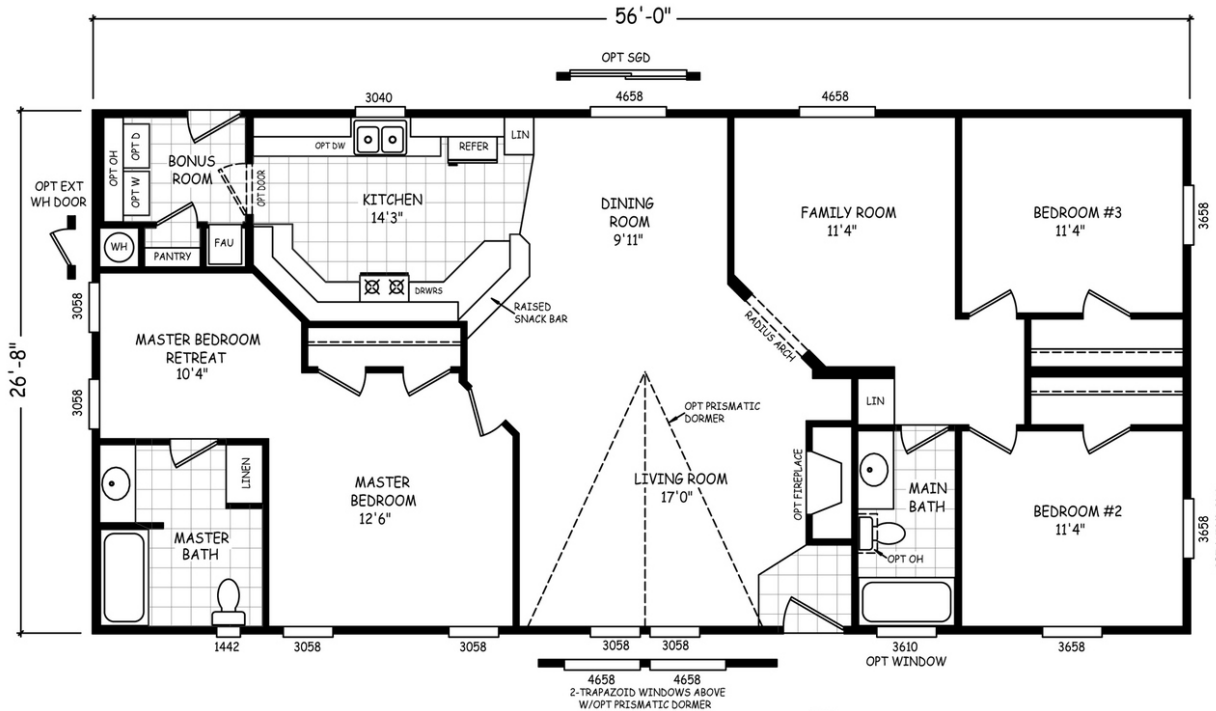 56'-0"
OPT SGD
3040
4658
4658
LIN
OPT DW
REFER
OPT OH
OPT D
OPT W
BONUS
ROOM
OPT DOOR
OPT EXT
WH DOOR
KITCHEN
14'3"
DINING
ROOM
9'11"
FAMILY ROOM
11'4"
BEDROOM #3
11'4"
3658
WH
PANTRY
FAU
DRWRS
RAISED
SNACK BAR
RADIUS ARCH
3058
MASTER BEDROOM
RETREAT
10'4"
3058
26'-8"
OPT PRISMATIC
DORMER
LIN
LINEN
MASTER
BEDROOM
12'6"
LIVING ROOM
17'0"
OPT FIREPLACE
MAIN
BATH
BEDROOM #2
11'4"
3658
MASTER
BATH
OPT OH
1442
3058
3058
3058
3058
3610
OPT WINDOW
3658
4658
4658
2-TRAPAZOID WINDOWS ABOVE
W/OPT PRISMATIC DORMER